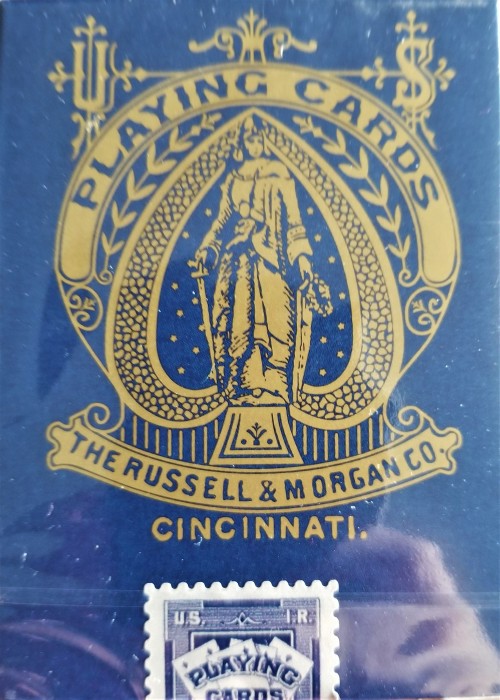 U S
PLAYING CARDS
THE RUSSELL & MORGAN CO.
CINCINNATI.
U.S. I.R.
PLAYING
CARDS